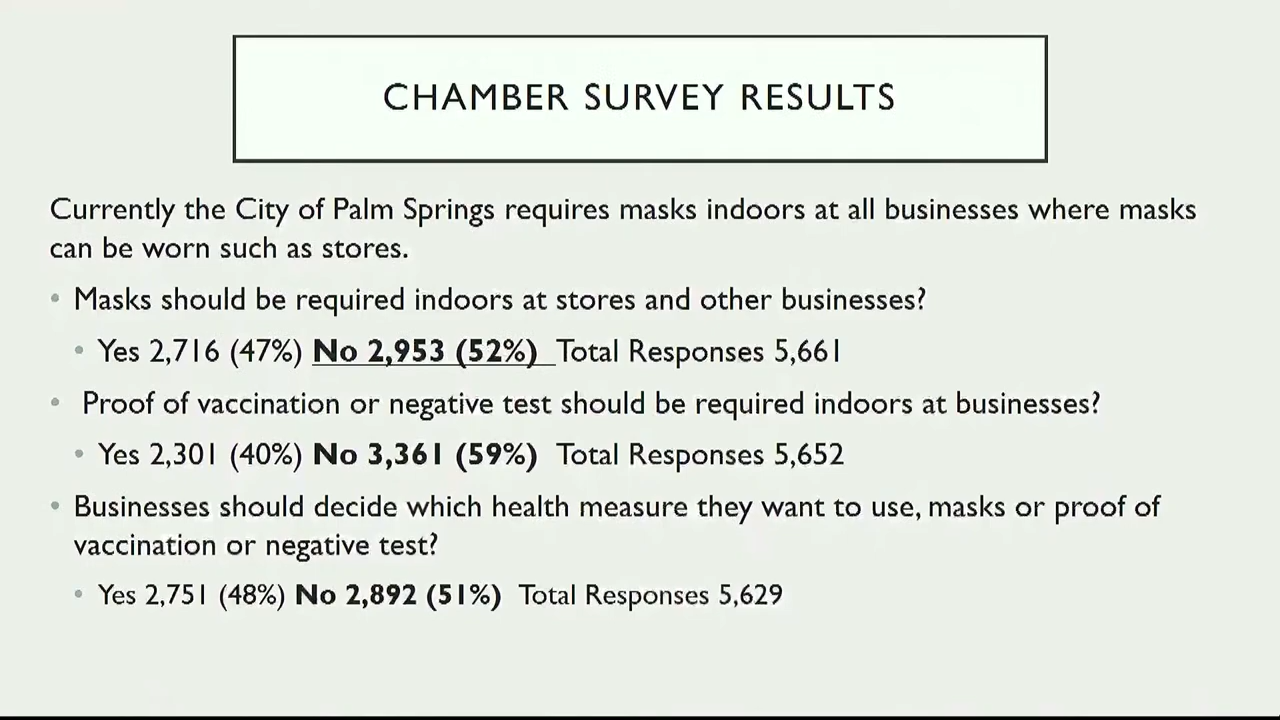 CHAMBER SURVEY RESULTS
Currently the City of Palm Springs requires masks indoors at all businesses where masks
can be worn such as stores.
• Masks should be required indoors at stores and other businesses?
• Yes 2,716 (47%) No 2,953 (52%) Total Responses 5,661
• Proof of vaccination or negative test should be required indoors at businesses?
• Yes 2,301 (40%) No 3,361 (59%) Total Responses 5,652
• Businesses should decide which health measure they want to use, masks or proof of
vaccination or negative test?
• Yes 2,751 (48%) No 2,892 (51%) Total Responses 5,629